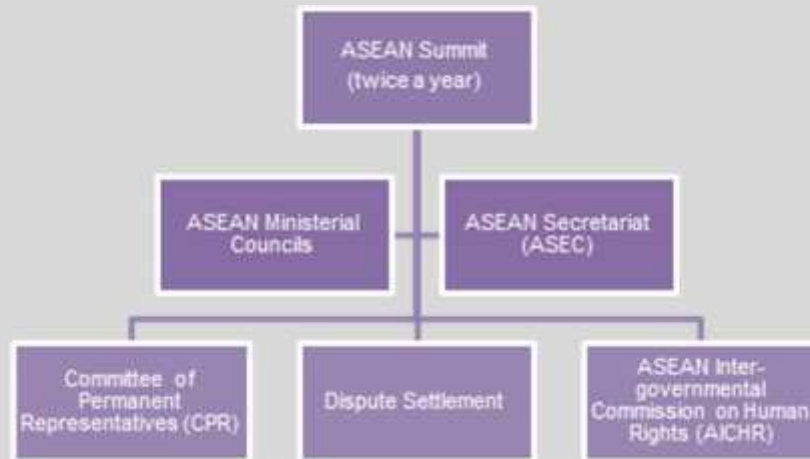 ASEAN Summit
(twice a year)
ASEAN Ministerial
Councils
ASEAN Secretariat
(ASEC)
Committee of
Permanent
Representatives (CPR)
Dispute Settlement
ASEAN Inter-
governmental
Commission on Human
Rights (AICHR)